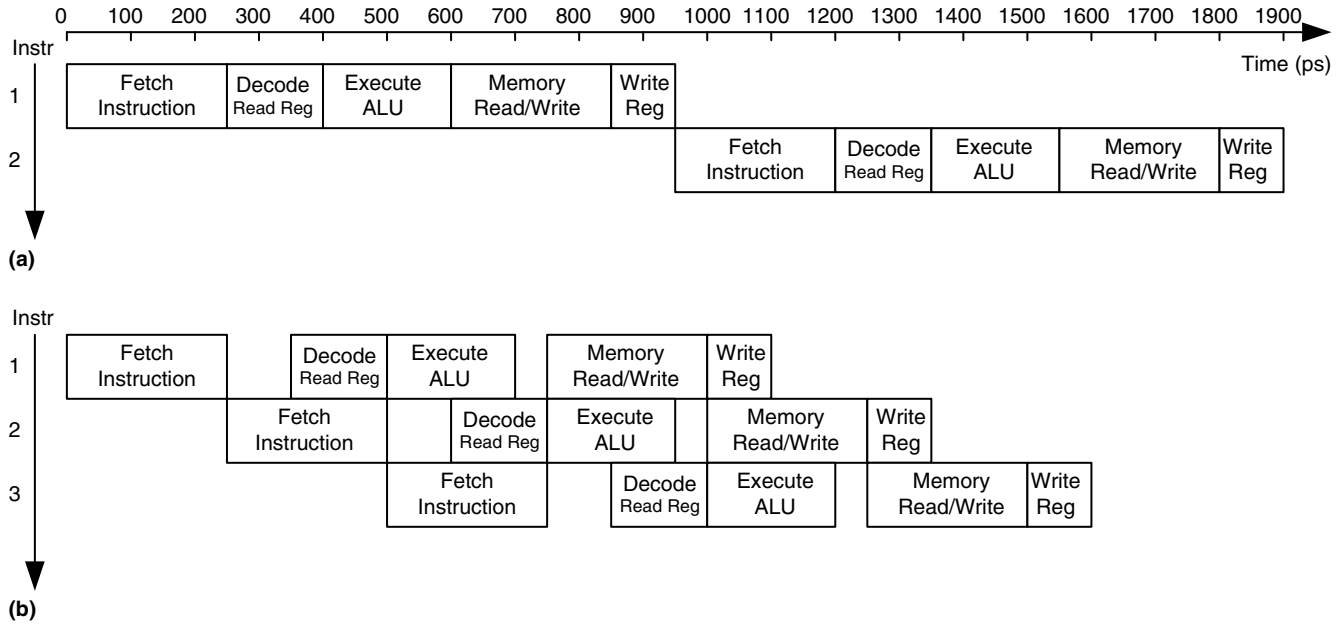 0 100 200 300 400 500 600 700 800 900 1000 1100 1200 1300 1400 1500 1600 1700 1800 1900
Instr
Time (ps)
1
Fetch
Instruction
Decode
Read Reg
Execute
ALU
Memory
Read/Write
Write
Reg
2
Fetch
Instruction
Decode
Read Reg
Execute
ALU
Memory
Read/Write
Write
Reg
(a)
Instr
1
Fetch
Instruction
Decode
Read Reg
Execute
ALU
Memory
Read/Write
Write
Reg
2
Fetch
Instruction
Decode
Read Reg
Execute
ALU
Memory
Read/Write
Write
Reg
3
Fetch
Instruction
Decode
Read Reg
Execute
ALU
Memory
Read/Write
Write
Reg
(b)